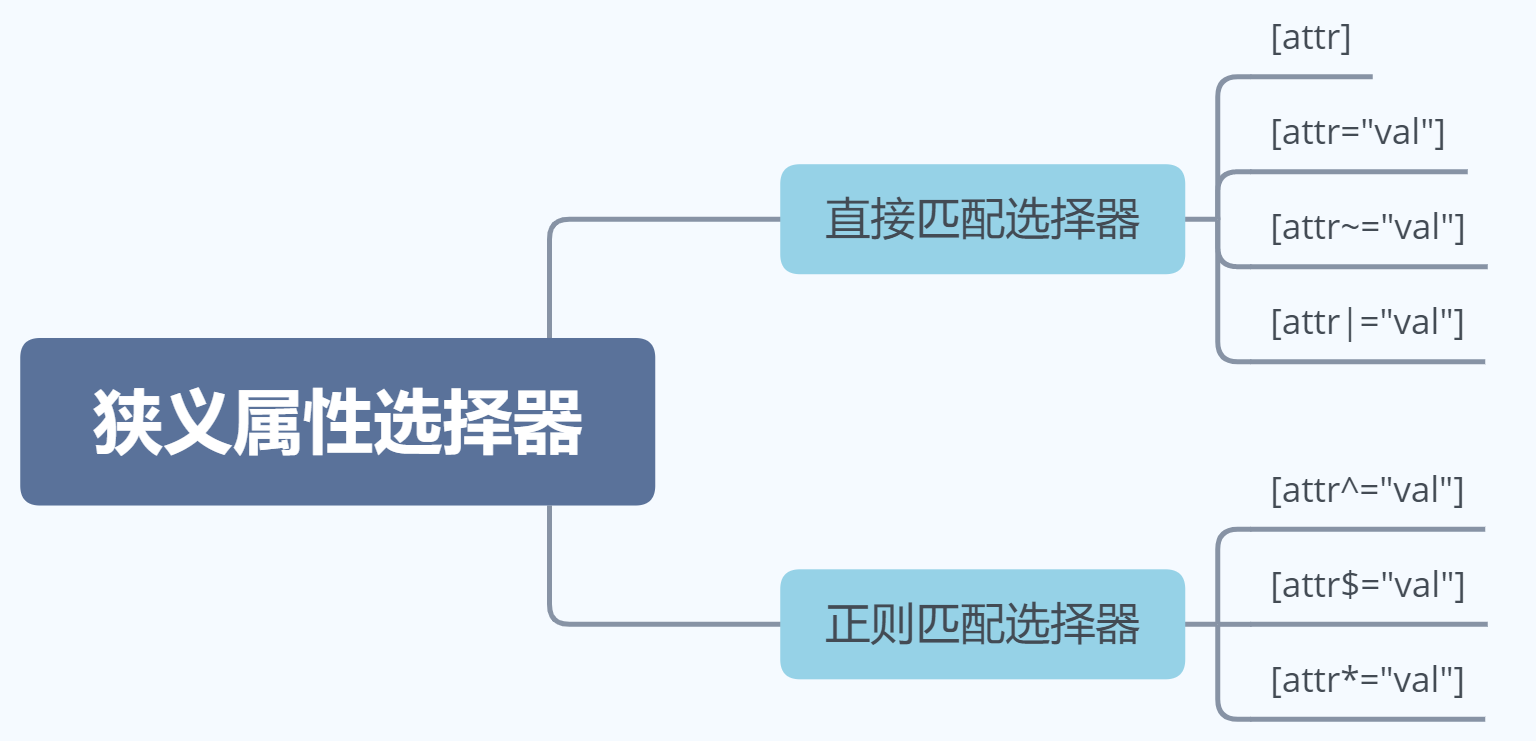 狭义属性选择器
直接匹配选择器
[attr]
[attr="val"]
[attr~="val"]
[attr|="val"]
正则匹配选择器
[attr^="val"]
[attr$="val"]
[attr*="val"]